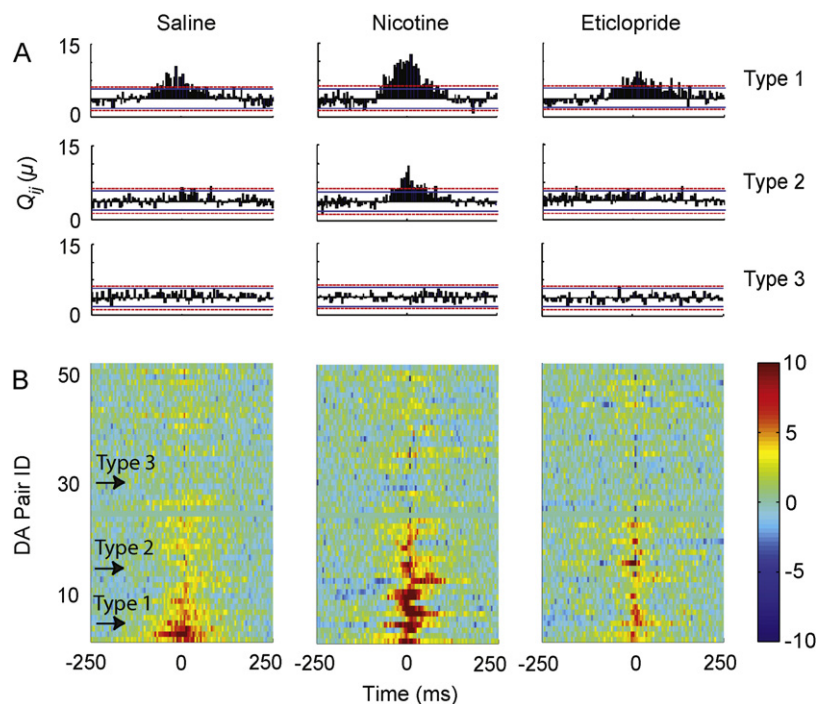 Saline Nicotine Eticlopride
A
15
0
Type 1
15
0
Type 2
15
0
Type 3
Qij (μ)
B
50
30
10
DA Pair ID
Type 3
Type 2
Type 1
10
5
0
-5
-10
-250 0 250 -250 0 250 -250 0 250
Time (ms)